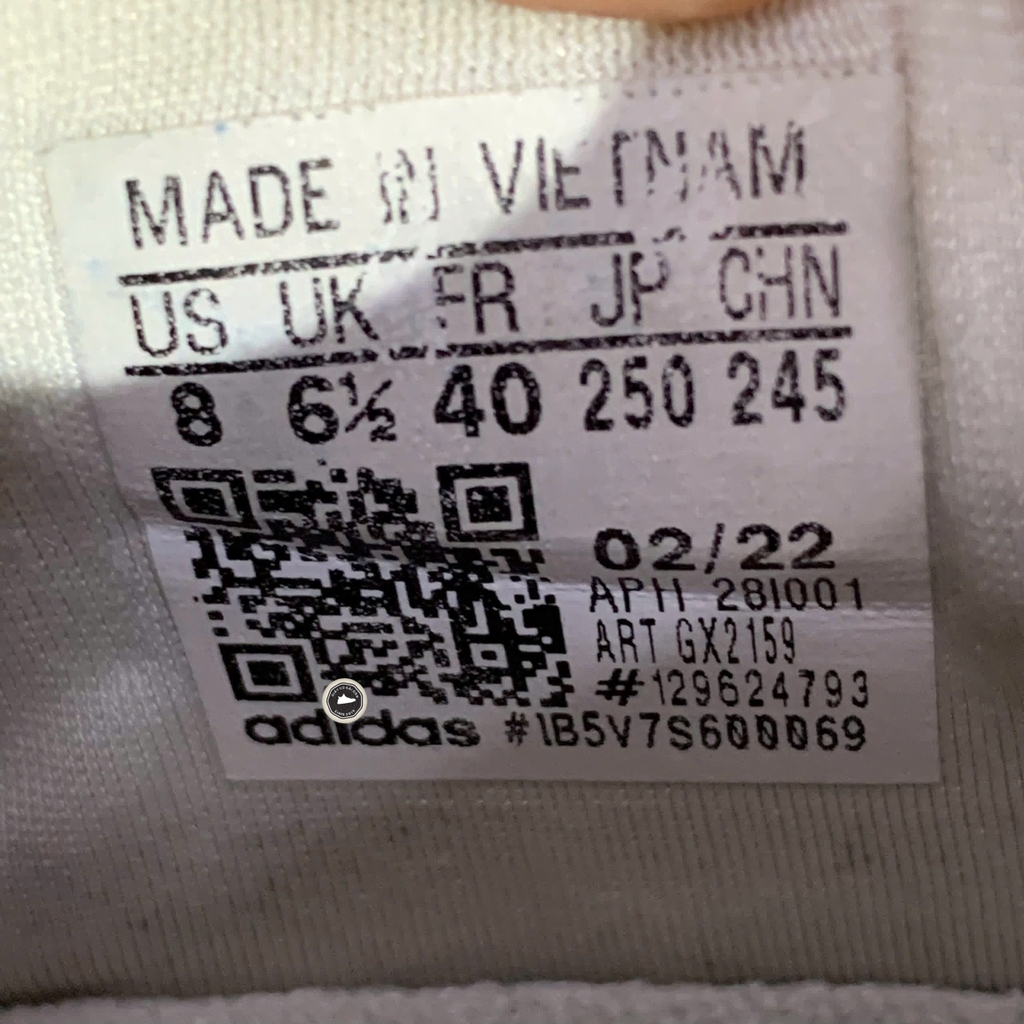 MADE IN VIETNAM
US UK FR JP CHN
8 6½ 40 250 245
02/22
APH 28I001
ART GX2159
#129624793
adidas #1B5V7S600069